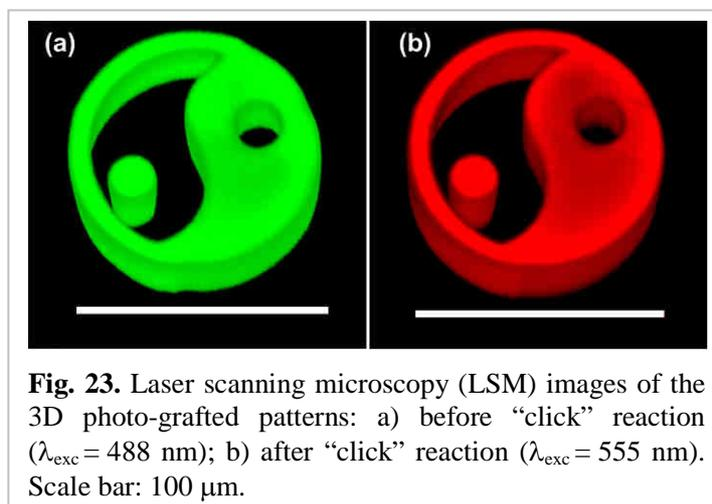 (a)
(b)
Fig. 23. Laser scanning microscopy (LSM) images of the
3D photo-grafted patterns: a) before “click” reaction
(λexc = 488 nm); b) after “click” reaction (λexc = 555 nm).
Scale bar: 100 μm.